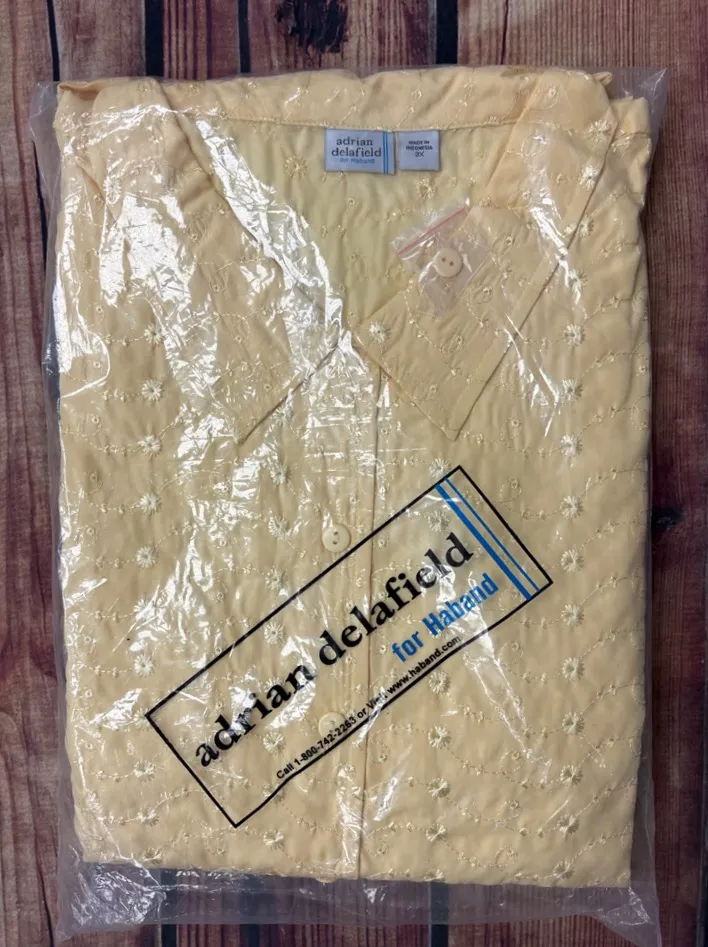 adrian
delafield
for Haband
MADE IN
INDONESIA
2X
adrian delafield
for Haband
Call 1-800-742-2263 or Visit www.haband.com